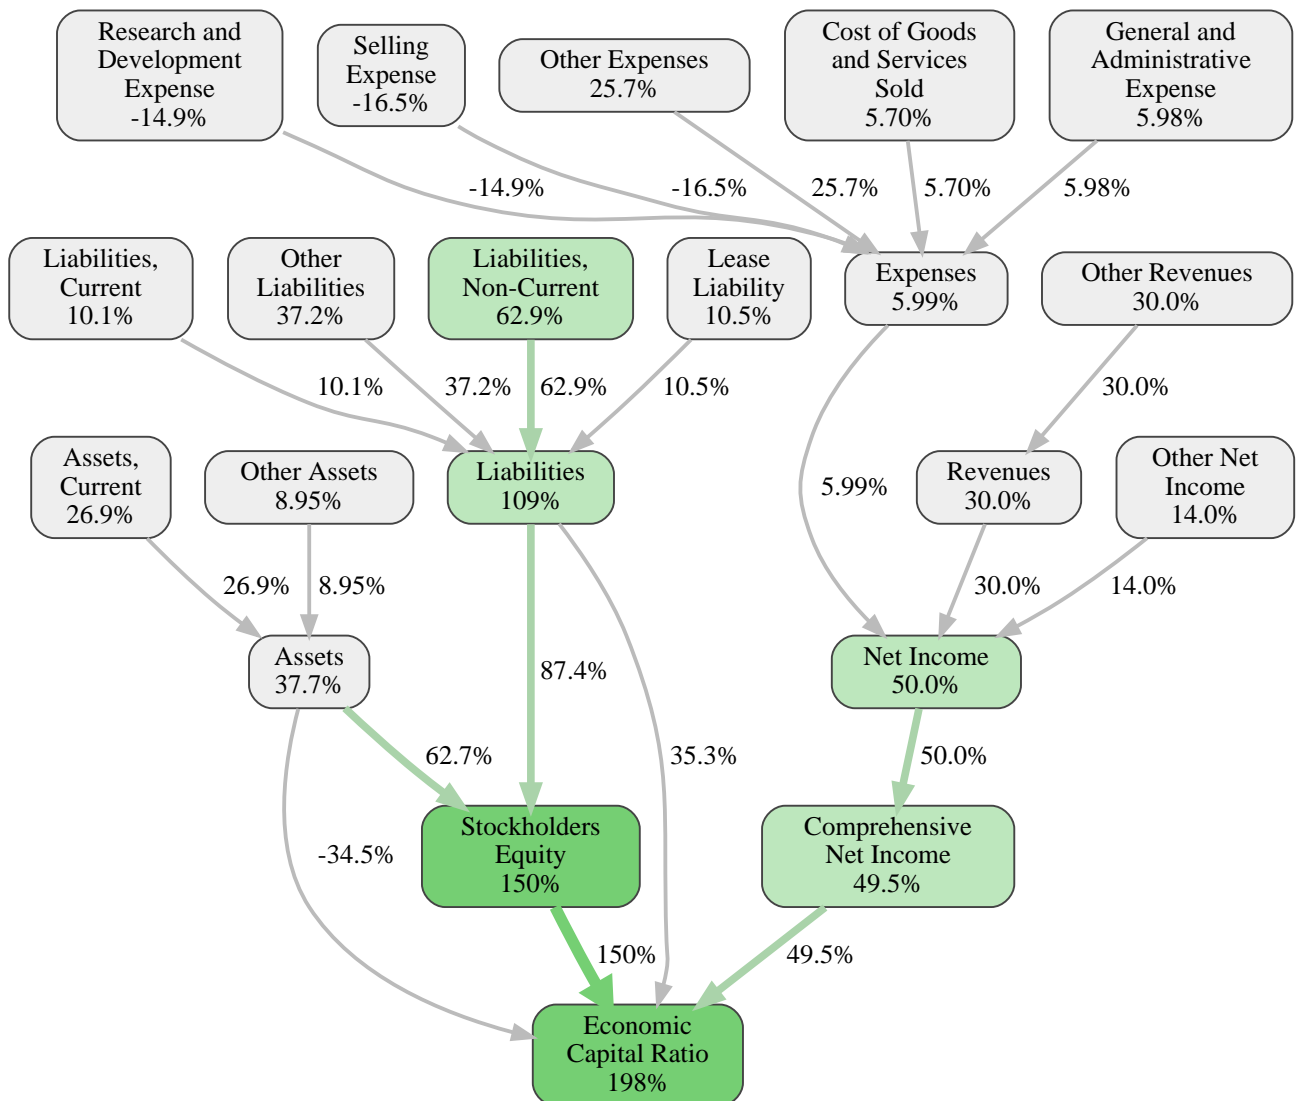 Research and
Development
Expense
-14.9%
Selling
Expense
-16.5%
Other Expenses
25.7%
Cost of Goods
and Services
Sold
5.70%
General and
Administrative
Expense
5.98%
-14.9%
-16.5%
25.7%
5.70%
5.98%
Liabilities,
Current
10.1%
Other
Liabilities
37.2%
Liabilities,
Non-Current
62.9%
Lease
Liability
10.5%
Expenses
5.99%
Other Revenues
30.0%
10.1%
37.2%
62.9%
10.5%
30.0%
Assets,
Current
26.9%
Other Assets
8.95%
Liabilities
109%
5.99%
Revenues
30.0%
Other Net
Income
14.0%
26.9%
8.95%
30.0%
14.0%
Assets
37.7%
87.4%
Net Income
50.0%
62.7%
35.3%
50.0%
-34.5%
Stockholders
Equity
150%
Comprehensive
Net Income
49.5%
150%
49.5%
Economic
Capital Ratio
198%